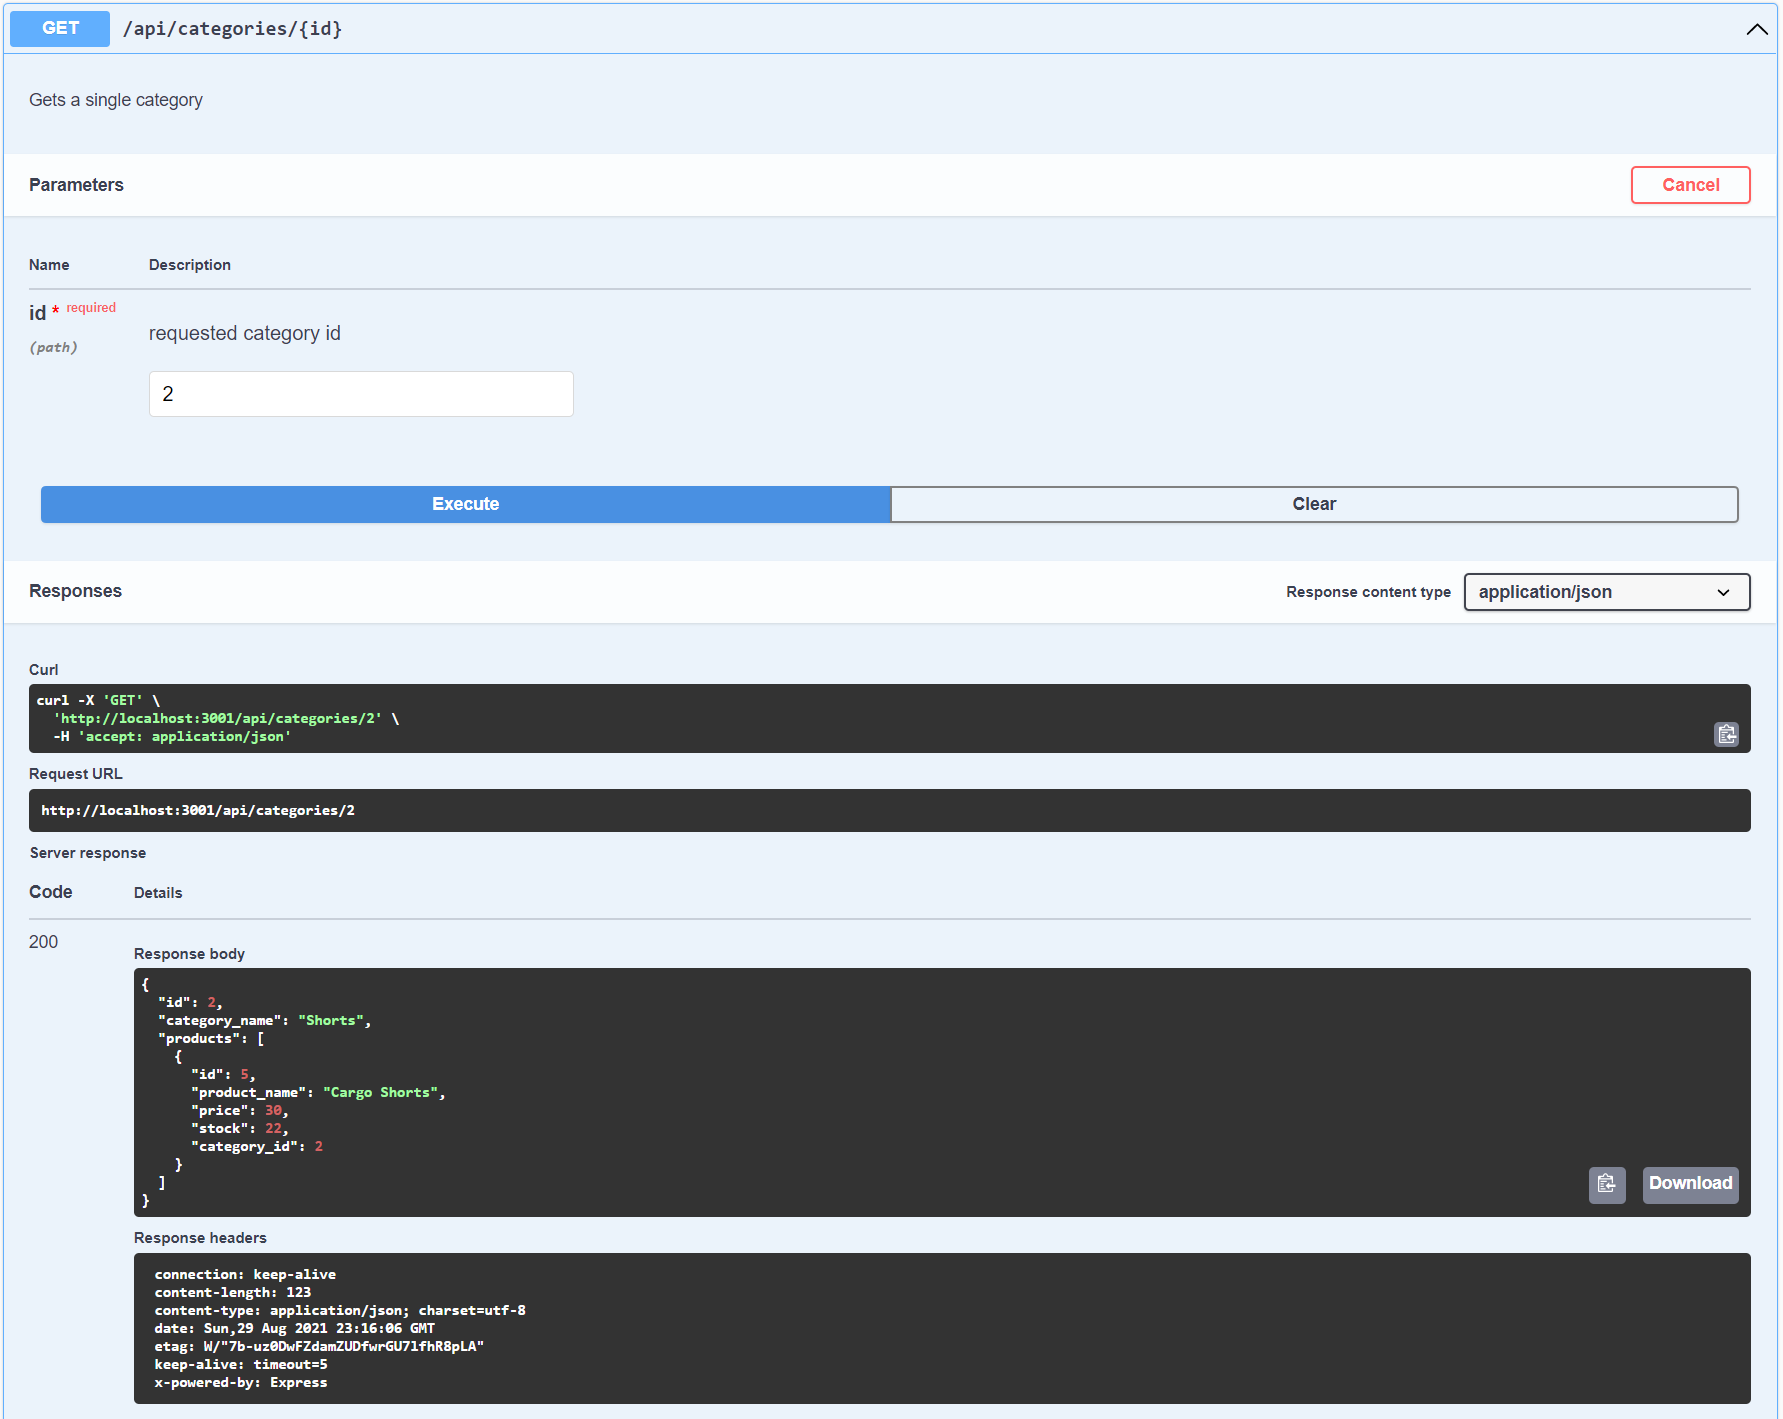 GET /api/categories/{id}
Gets a single category
Parameters
Cancel
Name Description
id * required
(path)
requested category id
2
Execute
Clear
Responses
Response content type
application/json
Curl
curl -X 'GET' \
  'http://localhost:3001/api/categories/2' \
  -H 'accept: application/json'
Request URL
http://localhost:3001/api/categories/2
Server response
Code Details
200
Response body
{
  "id": 2,
  "category_name": "Shorts",
  "products": [
    {
      "id": 5,
      "product_name": "Cargo Shorts",
      "price": 30,
      "stock": 22,
      "category_id": 2
    }
  ]
}
Download
Response headers
connection: keep-alive
content-length: 123
content-type: application/json; charset=utf-8
date: Sun,29 Aug 2021 23:16:06 GMT
etag: W/"7b-uz0DwFZdamZUDfwrGU7lfhR8pLA"
keep-alive: timeout=5
x-powered-by: Express